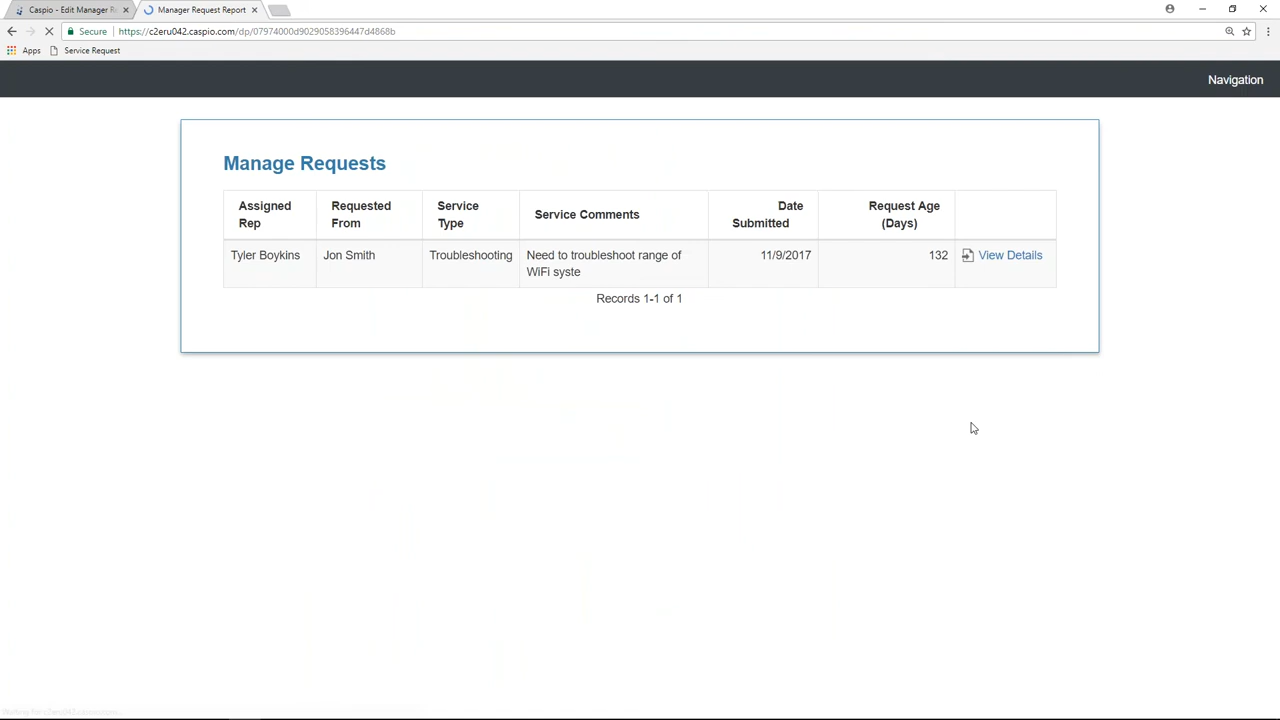 Caspio - Edit Manager R
Manager Request Report
Secure
https://c2eru042.caspio.com/dp/07974000d9029058396447d4868b
Apps
Service Request
Navigation
Manage Requests
Assigned Rep
Requested From
Service Type
Service Comments
Date Submitted
Request Age (Days)
Tyler Boykins
Jon Smith
Troubleshooting
Need to troubleshoot range of
WiFi syste
11/9/2017
132
View Details
Records 1-1 of 1